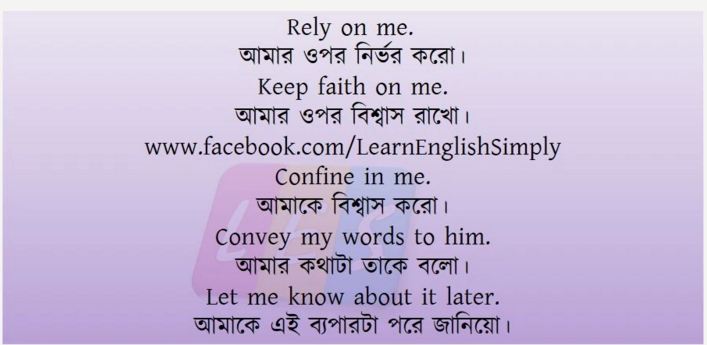 Rely on me.
আমার ওপর নির্ভর করো।
Keep faith on me.
আমার ওপর বিশ্বাস রাখো।
www.facebook.com/LearnEnglishSimply
Confine in me.
আমাকে বিশ্বাস করো।
Convey my words to him.
আমার কথাটা তাকে বলো।
Let me know about it later.
আমাকে এই ব্যপারটা পরে জানিয়ো।
LES